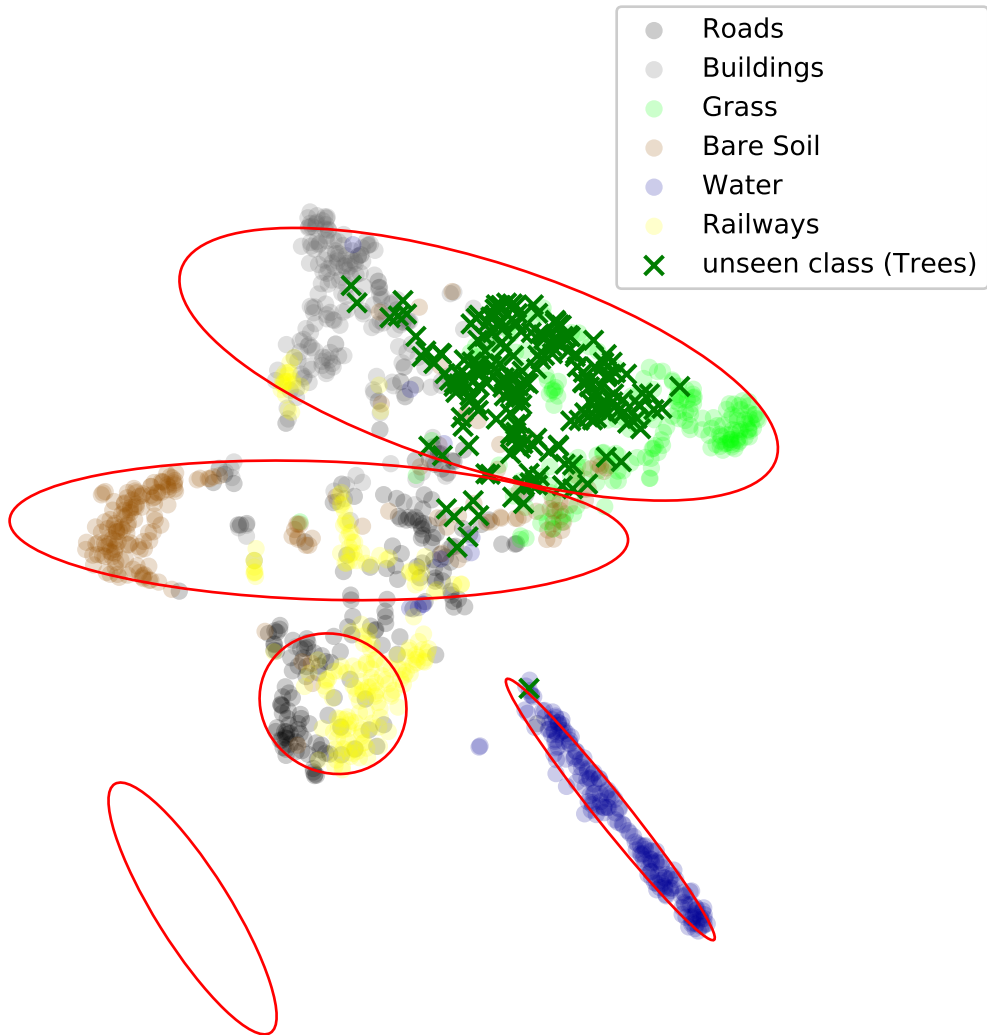 Roads
Buildings
Grass
Bare Soil
Water
Railways
unseen class (Trees)